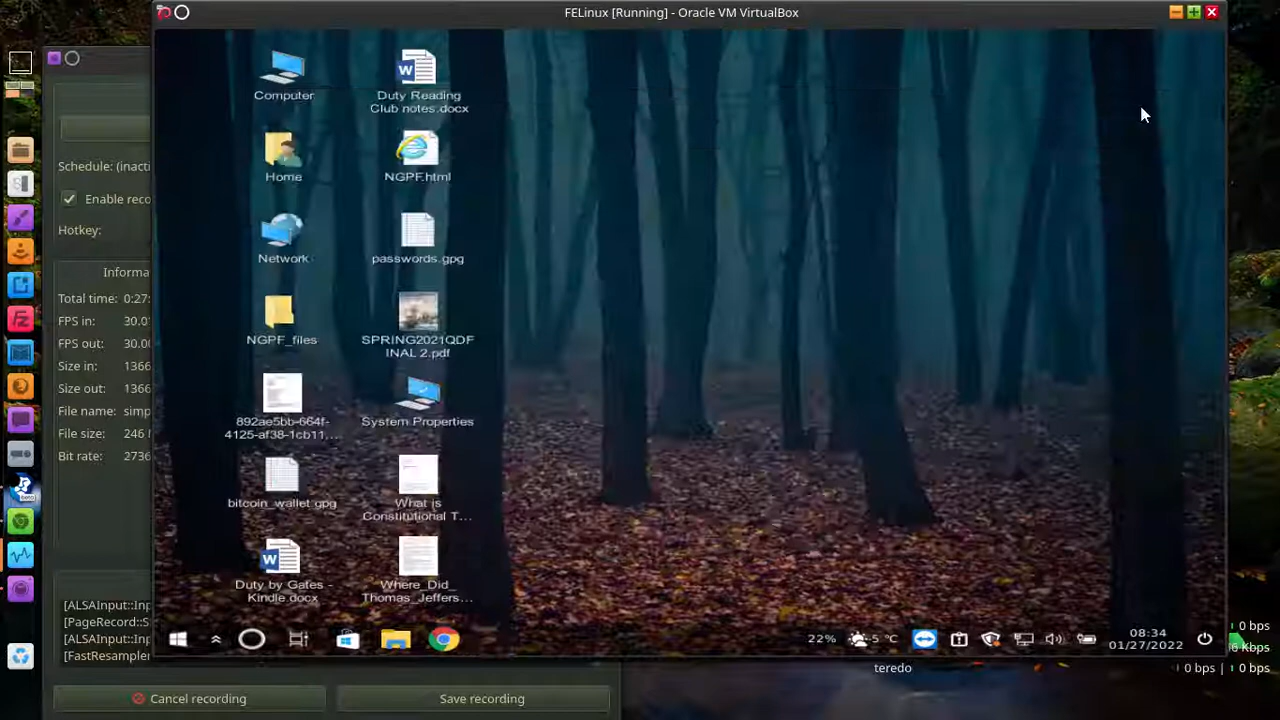 FELinux [Running] - Oracle VM VirtualBox
Schedule: (inacti
Enable reco
Hotkey:
Informa
Total time: 0:27:
FPS in: 30.0
FPS out: 30.00
Size in: 1366
Size out: 1366
File name: simp
File size: 246
Bit rate: 2736
[ALSAInput::Inp
[PageRecord::S
[ALSAInput::Inp
[FastResampler
Cancel recording
Save recording
Computer
Home
Network
NGPF_files
892ae5bb-664f-
4125-af38-1cb11...
bitcoin_wallet.gpg
Duty by Gates -
Kindle.docx
Duty Reading
Club notes.docx
NGPF.html
passwords.gpg
SPRING2021QDF
INAL 2.pdf
System Properties
What is
Constitutional T...
Where_Did_
Thomas_Jeffers...
22%
-5 °C
08:34
01/27/2022
teredo
0 bps
6 Kbps
0 bps | 0 bps
beta